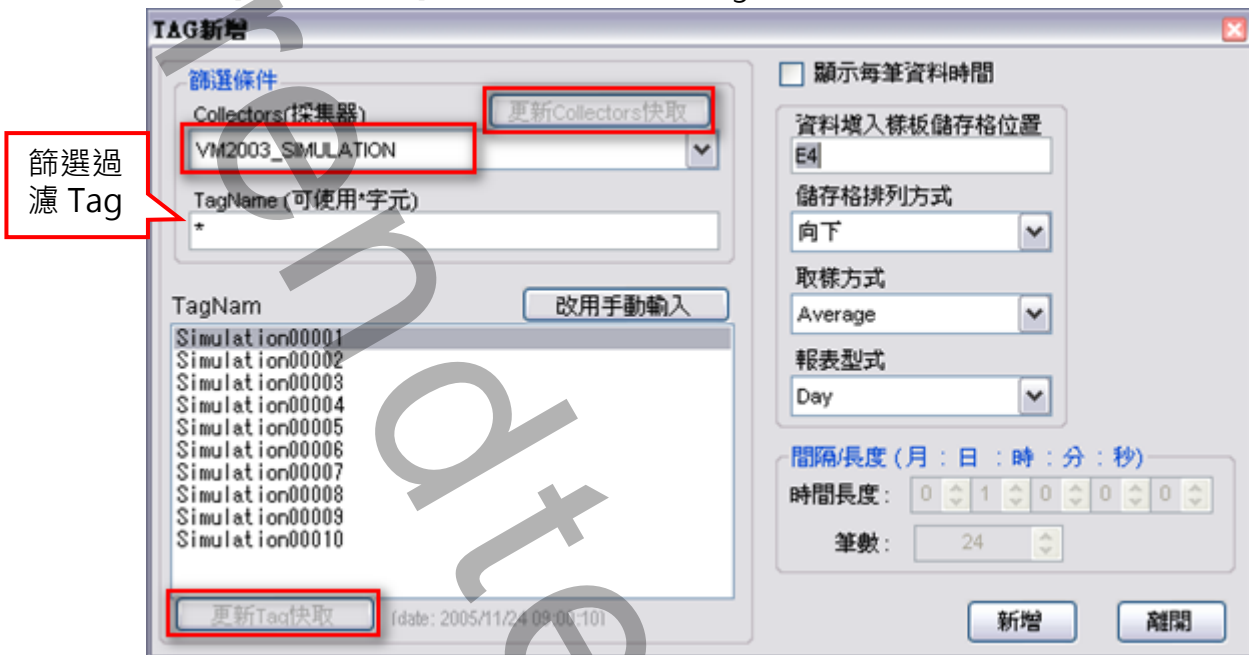 TAG新增
篩選條件
Collectors(採集器)
更新Collectors快取
VM2003_SIMULATION
TagName (可使用*字元)
*
篩選過
濾 Tag
TagNam
改用手動輸入
Simulation00001
Simulation00002
Simulation00003
Simulation00004
Simulation00005
Simulation00006
Simulation00007
Simulation00008
Simulation00009
Simulation00010
更新Tag快取
[date: 2005/11/24 09:00:10]
顯示每筆資料時間
資料填入樣板儲存格位置
E4
儲存格排列方式
向下
取樣方式
Average
報表型式
Day
間隔/長度 (月 : 日 : 時 : 分 : 秒)
時間長度: 0 1 0 0 0
筆數: 24
新增
離開